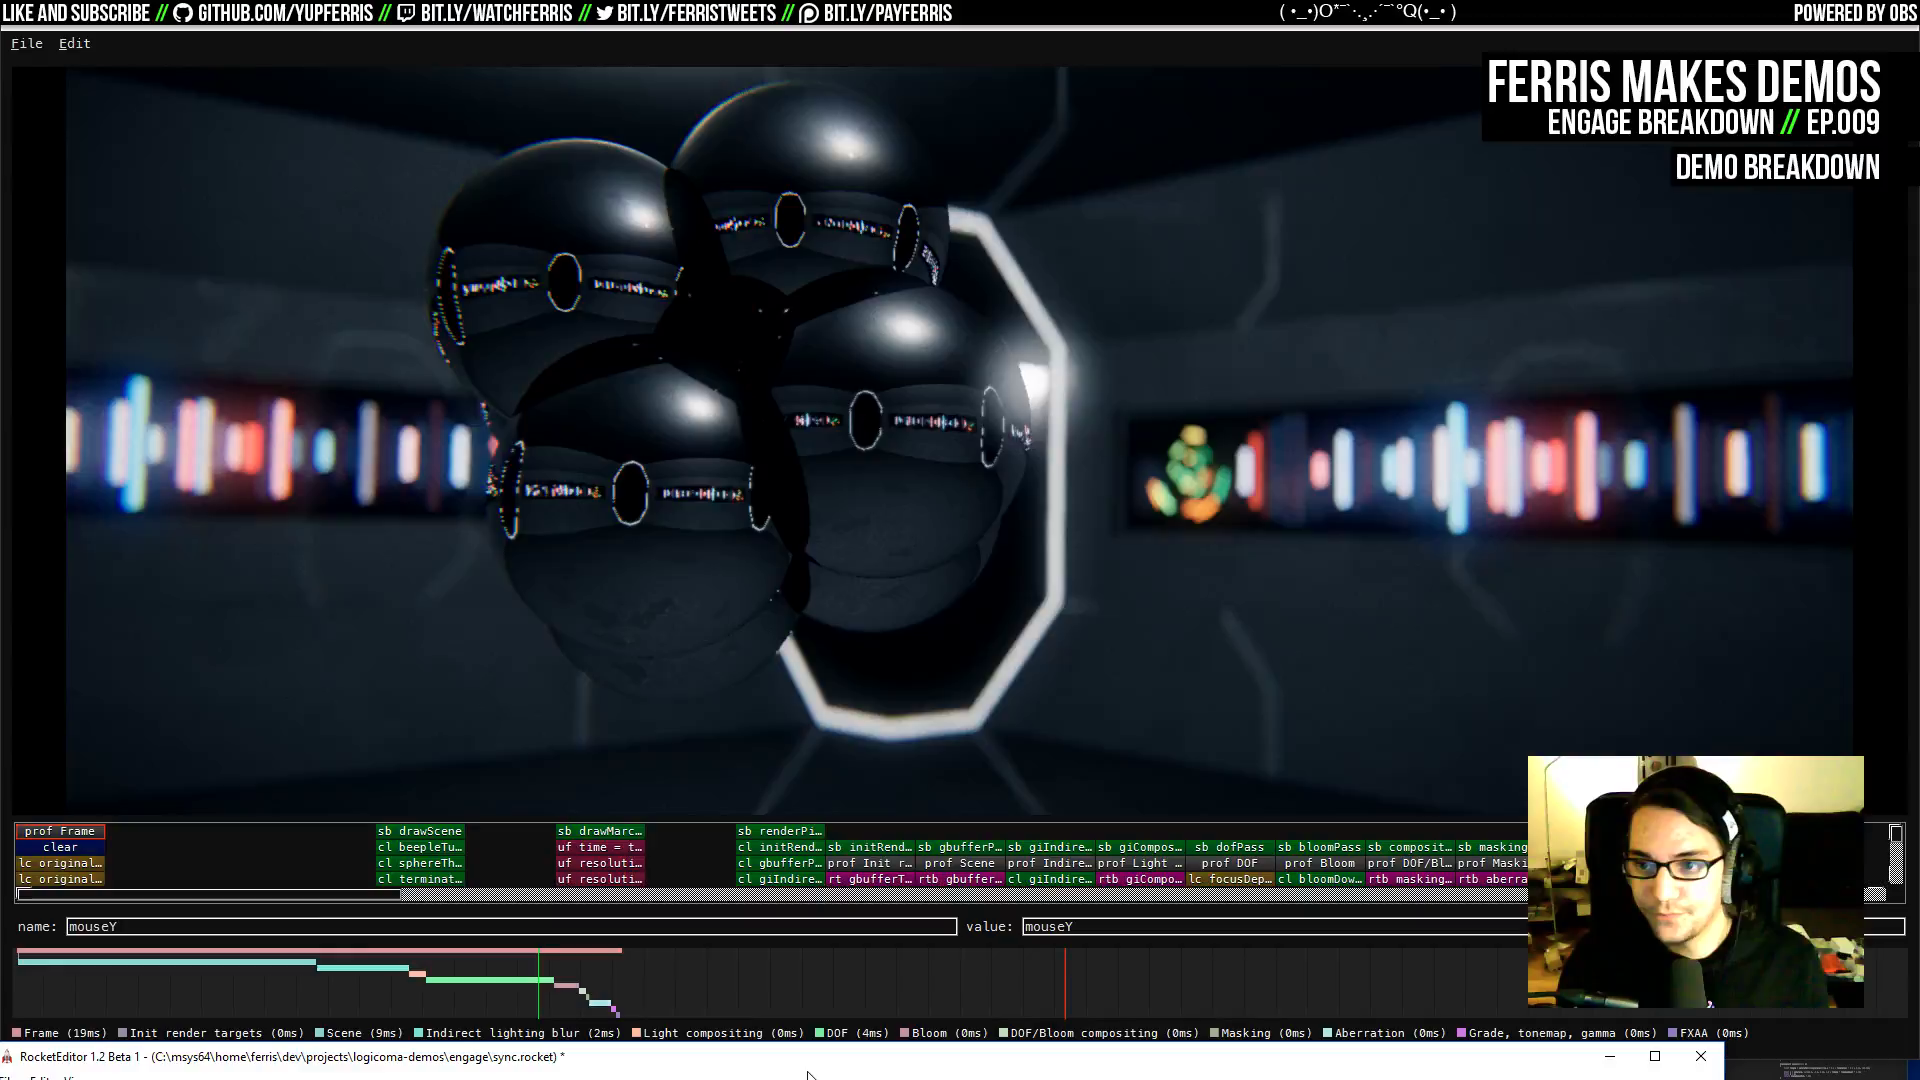 LIKE AND SUBSCRIBE // GITHUB.COM/YUPFERRIS // BIT.LY/WATCHFERRIS // BIT.LY/FERRISTWEETS // BIT.LY/PAYFERRIS
POWERED BY OBS
File Edit
FERRIS MAKES DEMOS
ENGAGE BREAKDOWN // EP.009
DEMO BREAKDOWN
prof Frame sb drawScene sb drawMarc… sb renderPi…
clear cl beepleTu… uf time = t… cl initRend… sb initRend… sb gbufferP… sb giIndire… sb giCompos… sb dofPass sb bloomPass sb composit… sb masking
lc original… cl sphereTh… uf resoluti… cl gbufferP… prof Init r… prof Scene prof Indire… prof Light … prof DOF prof Bloom prof DOF/Bl… prof Maski
lc original… cl terminat… uf resoluti… cl giIndire… rt gbufferT… rtb gbuffer… cl giIndire… rtb giCompo… lc focusDep… cl bloomDow… rtb masking… rtb aberra
name: mouseY value: mouseY
Frame (19ms) Init render targets (0ms) Scene (9ms) Indirect lighting blur (2ms) Light compositing (0ms) DOF (4ms) Bloom (0ms) DOF/Bloom compositing (0ms) Masking (0ms) Aberration (0ms) Grade, tonemap, gamma (0ms) FXAA (0ms)
RocketEditor 1.2 Beta 1 - (C:\msys64\home\ferris\dev\projects\logicoma-demos\engage\sync.rocket) *